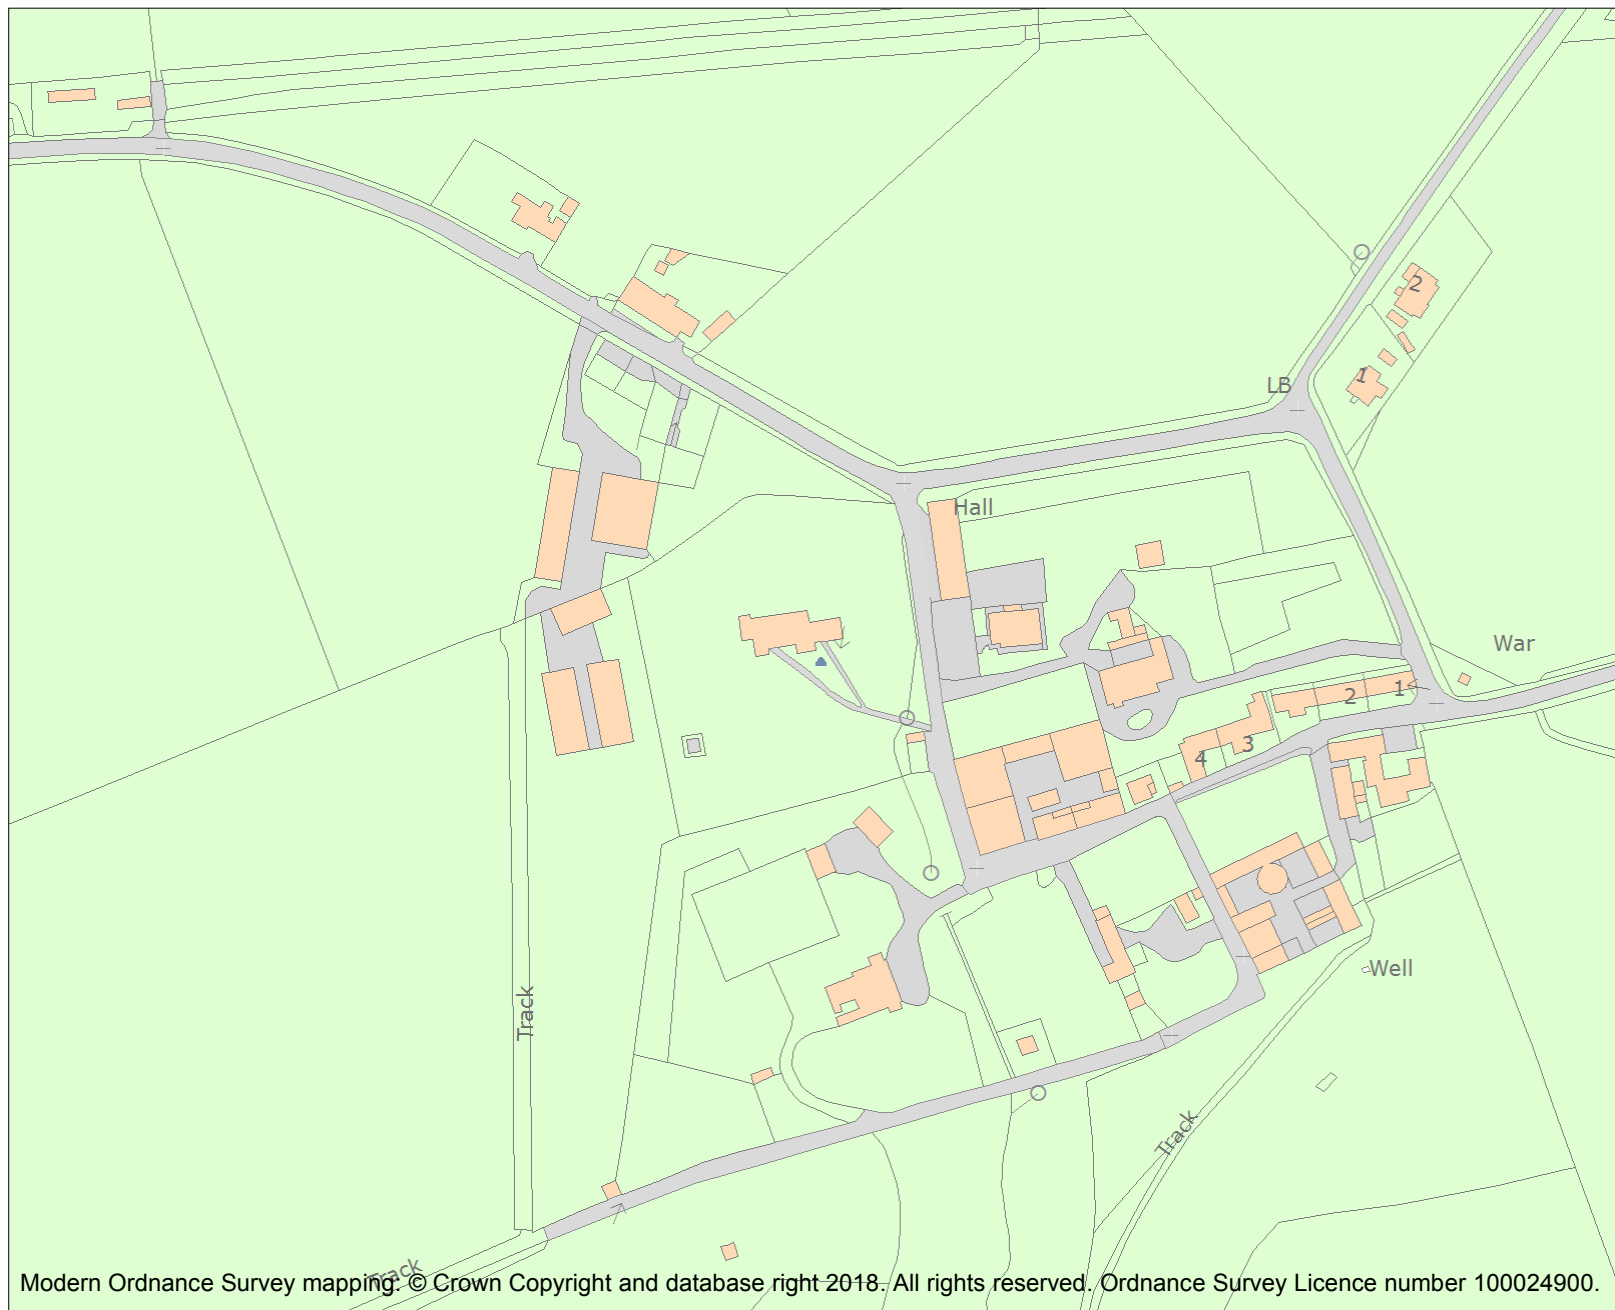 2
1
LB
Hall
War
1
2
3
4
Well
Track
Track
Track
Modern Ordnance Survey mapping: © Crown Copyright and database right 2018. All rights reserved. Ordnance Survey Licence number 100024900.